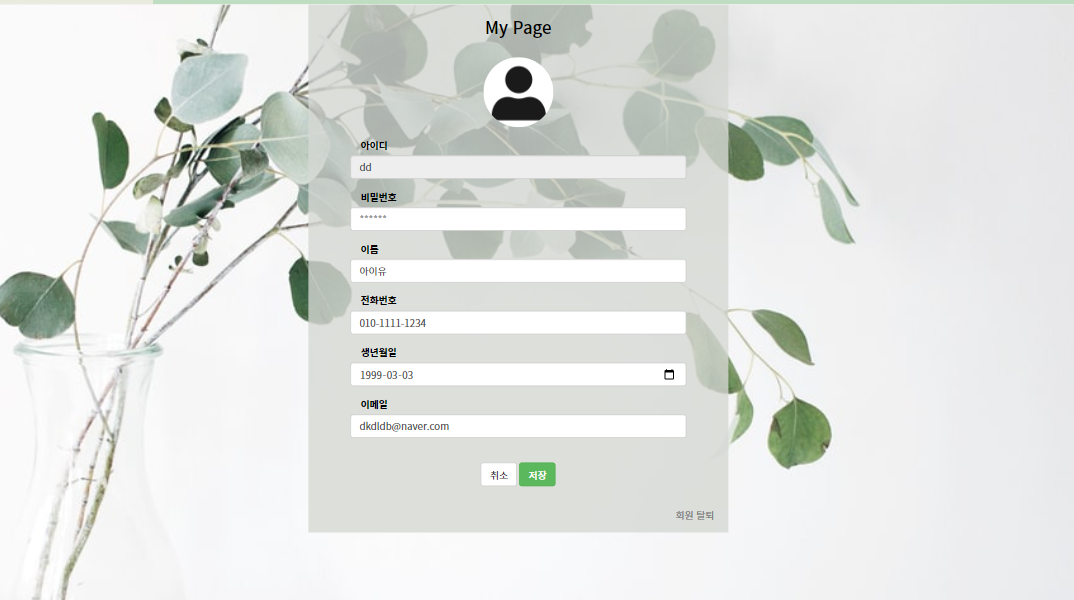 My Page
아이디
dd
비밀번호
******
이름
아이유
전화번호
010-1111-1234
생년월일
1999-03-03
이메일
dkdldb@naver.com
취소 저장
회원 탈퇴